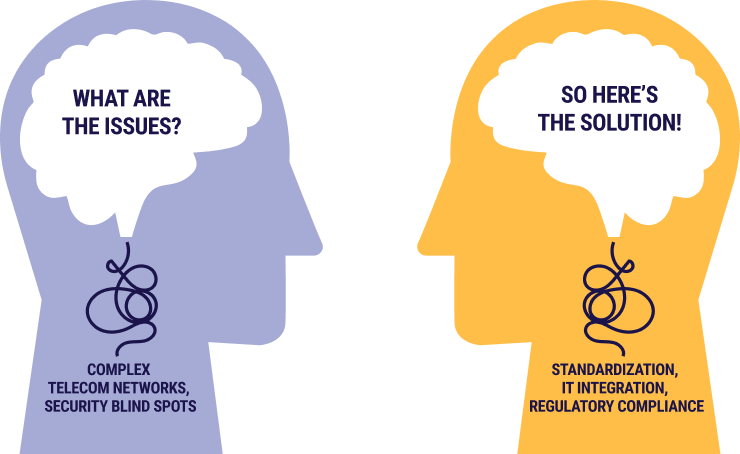 WHAT ARE
THE ISSUES?
COMPLEX
TELECOM NETWORKS,
SECURITY BLIND SPOTS
SO HERE’S
THE SOLUTION!
STANDARDIZATION,
IT INTEGRATION,
REGULATORY COMPLIANCE